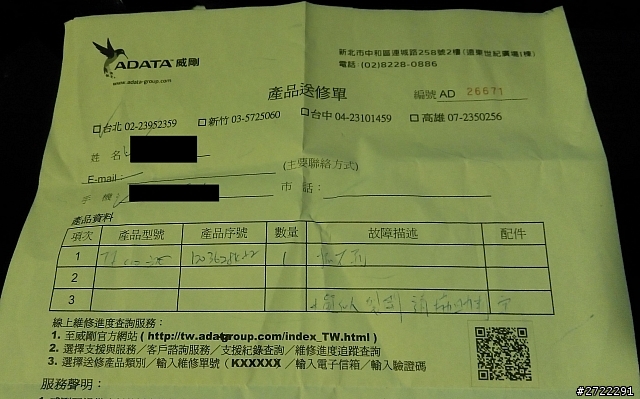 ADATA 威剛
www.adata-group.com
新北市中和區連城路258號2樓(遠東世紀廣場I棟)
電話:(02)8228-0886
產品送修單
編號 AD 26671
□台北 02-23952359 □新竹 03-5725060 □台中 04-23101459 □高雄 07-2350256
姓 名
(主要聯絡方式)
E-mail:
手 機: 市 話:
產品資料
項次 產品型號 產品序號 數量 故障描述 配件
1 1
2
3
線上維修進度查詢服務:
1. 至威剛官方網站 ( http://tw.adatagroup.com/index_TW.html )
2. 選擇支援與服務/客戶諮詢服務/支援紀錄查詢/維修進度追蹤查詢
3. 選擇送修產品類別/輸入維修單號 (KXXXXX /輸入電子信箱/輸入驗證碼
服務聲明:
#2722291